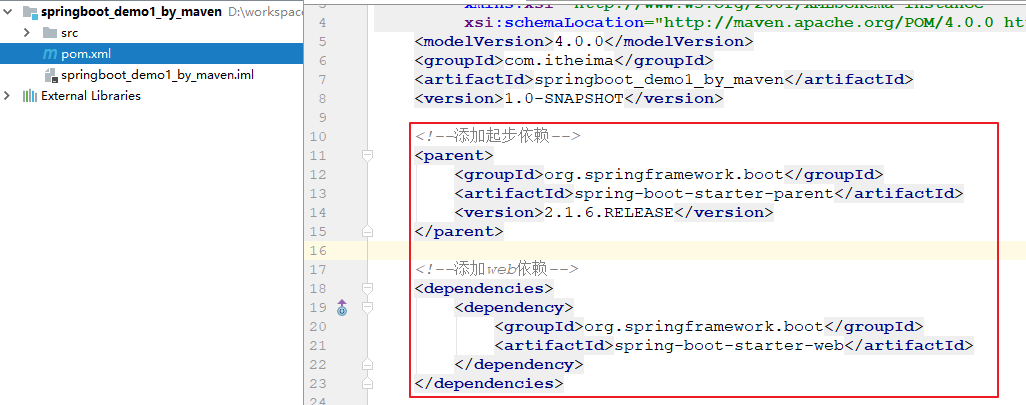 springboot_demo1_by_maven D:\workspac
src
pom.xml
springboot_demo1_by_maven.iml
External Libraries
4 xsi:schemaLocation="http://maven.apache.org/POM/4.0.0 ht
5 <modelVersion>4.0.0</modelVersion>
6 <groupId>com.itheima</groupId>
7 <artifactId>springboot_demo1_by_maven</artifactId>
8 <version>1.0-SNAPSHOT</version>
9
10 <!--添加起步依赖-->
11 <parent>
12 <groupId>org.springframework.boot</groupId>
13 <artifactId>spring-boot-starter-parent</artifactId>
14 <version>2.1.6.RELEASE</version>
15 </parent>
16
17 <!--添加web依赖-->
18 <dependencies>
19 <dependency>
20 <groupId>org.springframework.boot</groupId>
21 <artifactId>spring-boot-starter-web</artifactId>
22 </dependency>
23 </dependencies>
24